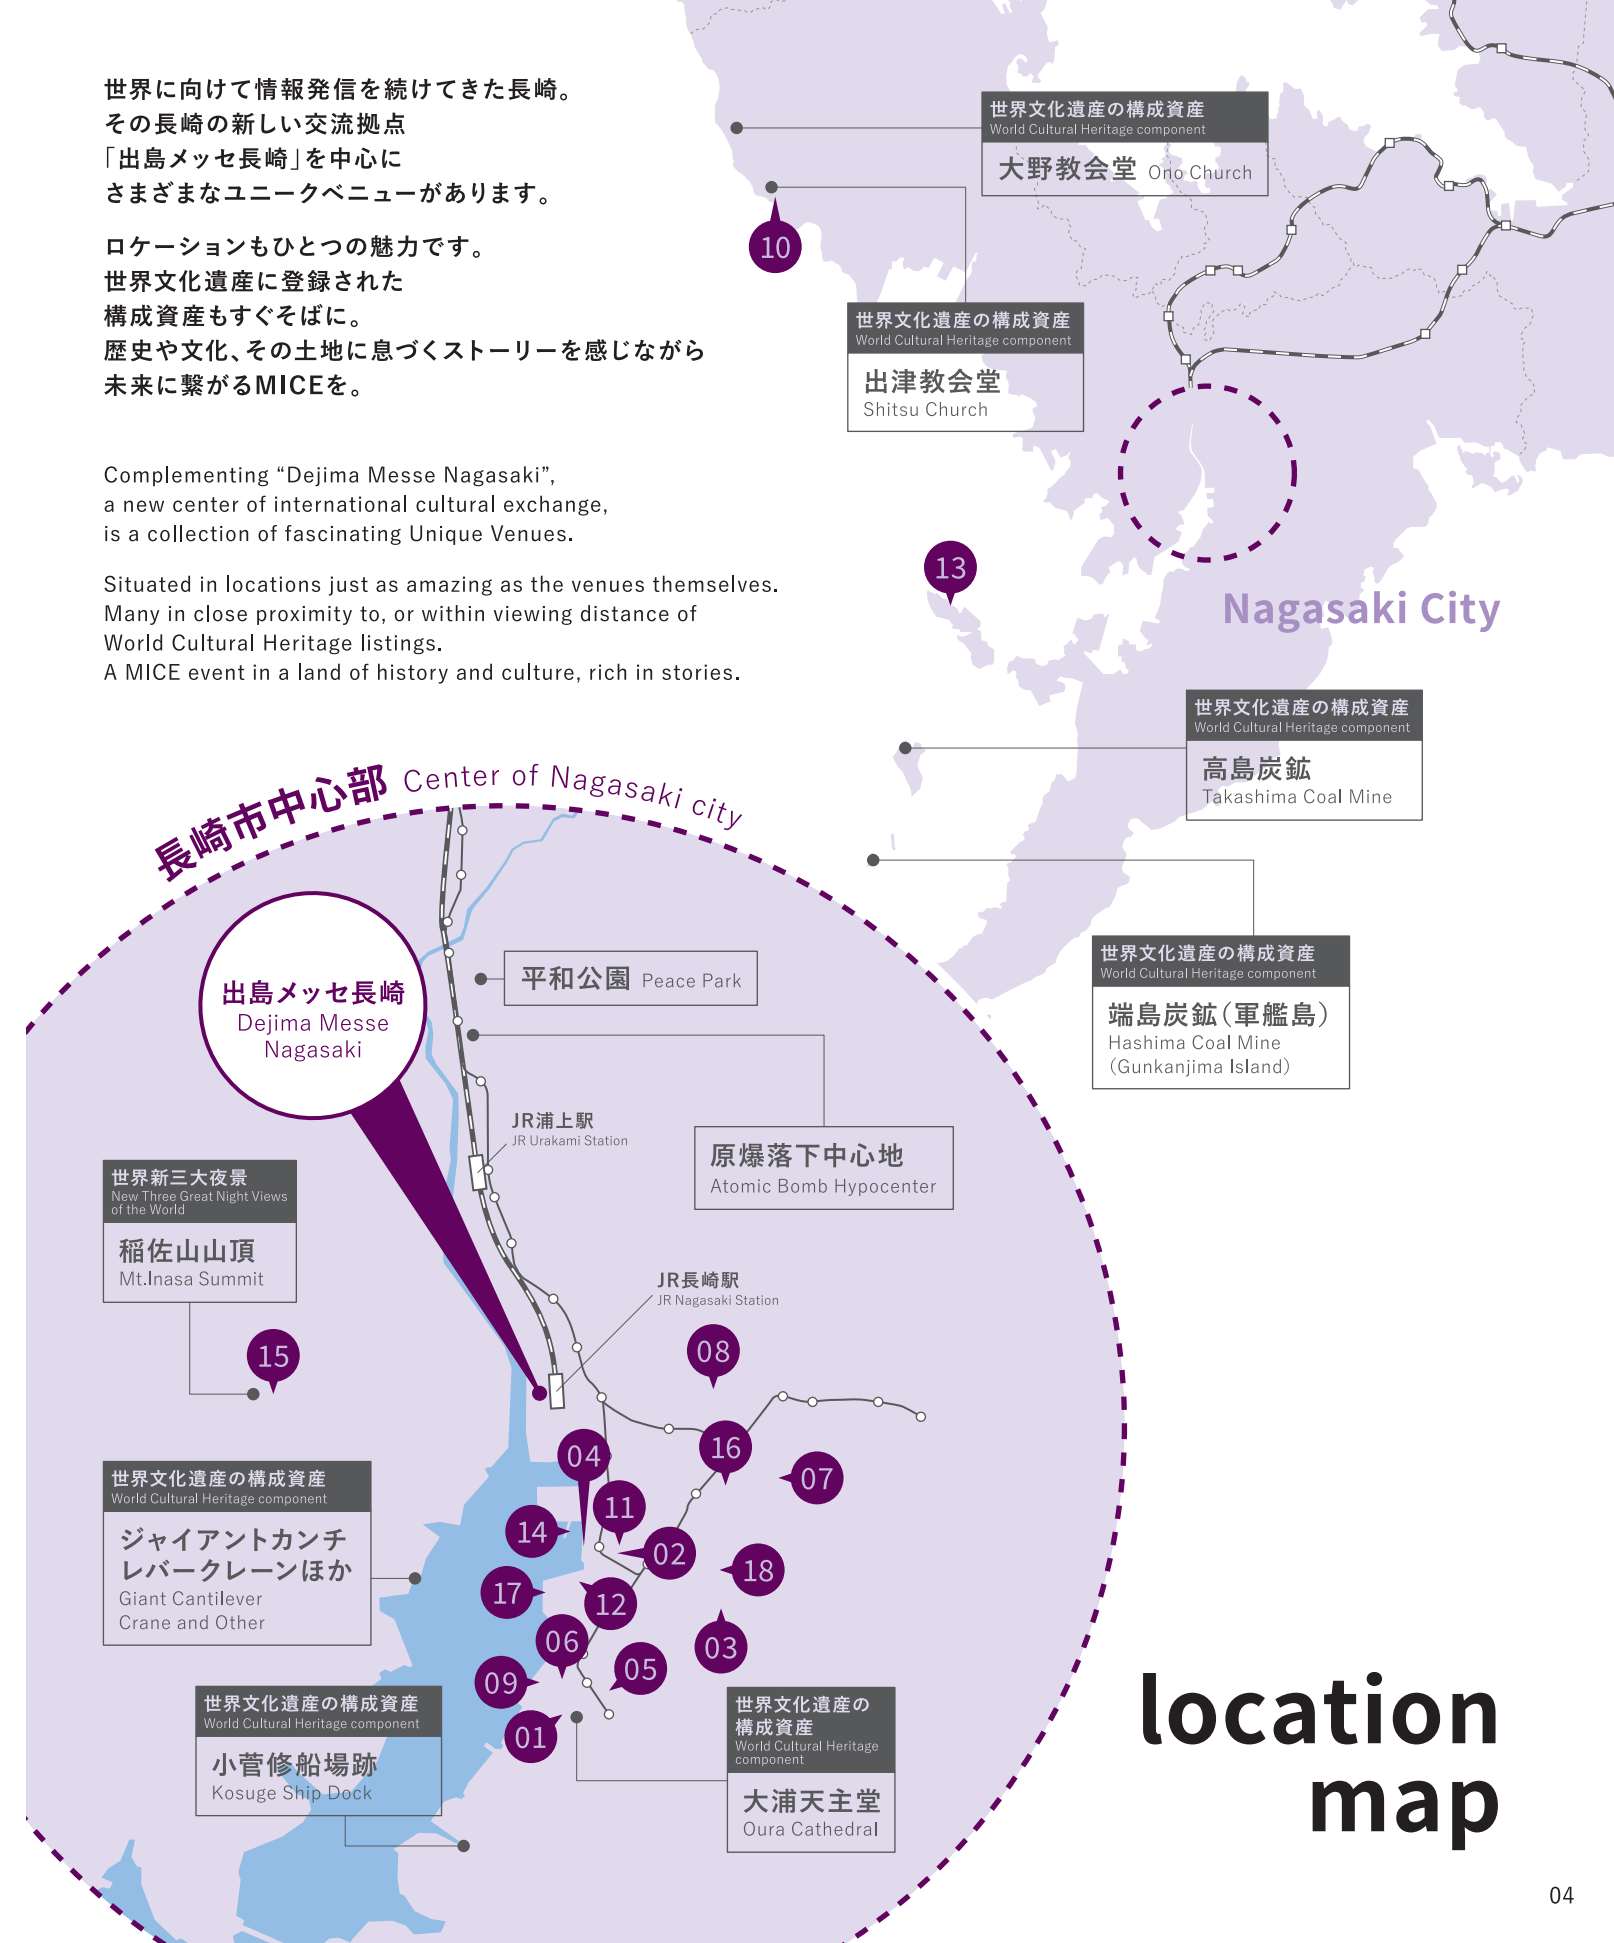 世界に向けて情報発信を続けてきた長崎。
その長崎の新しい交流拠点
「出島メッセ長崎」を中心に
さまざまなユニークベニューがあります。
ロケーションもひとつの魅力です。
世界文化遺産に登録された
構成資産もすぐそばに。
歴史や文化、その土地に息づくストーリーを感じながら
未来に繋がるMICEを。
Complementing “Dejima Messe Nagasaki”,
a new center of international cultural exchange,
is a collection of fascinating Unique Venues.
Situated in locations just as amazing as the venues themselves.
Many in close proximity to, or within viewing distance of
World Cultural Heritage listings.
A MICE event in a land of history and culture, rich in stories.
世界文化遺産の構成資産
World Cultural Heritage component
大野教会堂 Ono Church
10
世界文化遺産の構成資産
World Cultural Heritage component
出津教会堂
Shitsu Church
13
Nagasaki City
世界文化遺産の構成資産
World Cultural Heritage component
高島炭鉱
Takashima Coal Mine
世界文化遺産の構成資産
World Cultural Heritage component
端島炭鉱（軍艦島）
Hashima Coal Mine
（Gunkanjima Island）
長崎市中心部 Center of Nagasaki city
出島メッセ長崎
Dejima Messe
Nagasaki
平和公園 Peace Park
JR浦上駅
JR Urakami Station
原爆落下中心地
Atomic Bomb Hypocenter
世界新三大夜景
New Three Great Night Views
of the World
稲佐山山頂
Mt.Inasa Summit
JR長崎駅
JR Nagasaki Station
15
08
04
16
07
11
14
02
18
17
12
06
03
05
09
01
世界文化遺産の構成資産
World Cultural Heritage component
ジャイアントカンチ
レバークレーンほか
Giant Cantilever
Crane and Other
世界文化遺産の構成資産
World Cultural Heritage component
小菅修船場跡
Kosuge Ship Dock
世界文化遺産の
構成資産
World Cultural Heritage
component
大浦天主堂
Oura Cathedral
location
map
04